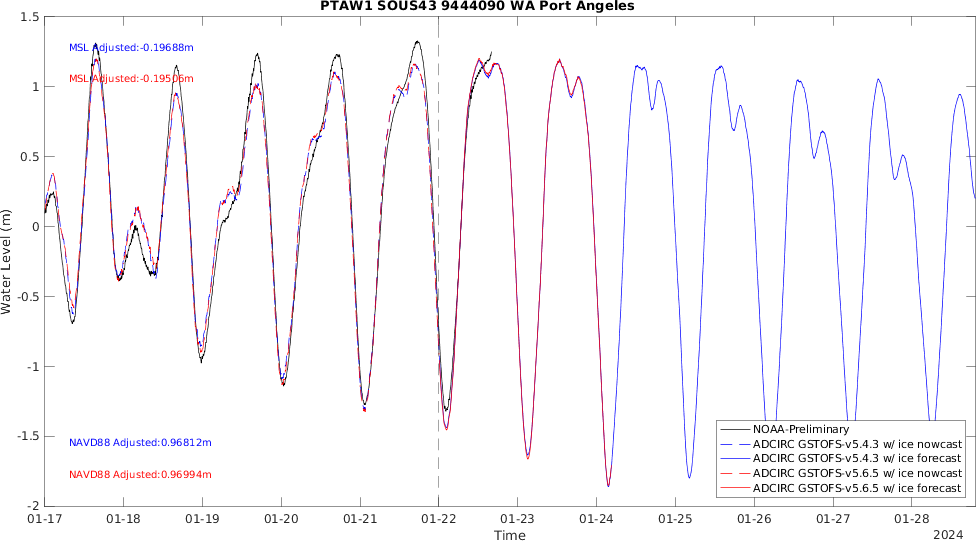 PTAW1 SOUS43 9444090 WA Port Angeles
1.5
MSL Adjusted:-0.19688m
MSL Adjusted:-0.19506m
1
0.5
0
-0.5
-1
-1.5
-2
Water Level (m)
NAVD88 Adjusted:0.96812m
NAVD88 Adjusted:0.96994m
NOAA-Preliminary
ADCIRC GSTOFS-v5.4.3 w/ ice nowcast
ADCIRC GSTOFS-v5.4.3 w/ ice forecast
ADCIRC GSTOFS-v5.6.5 w/ ice nowcast
ADCIRC GSTOFS-v5.6.5 w/ ice forecast
01-17 01-18 01-19 01-20 01-21 01-22 01-23 01-24 01-25 01-26 01-27 01-28
Time
2024